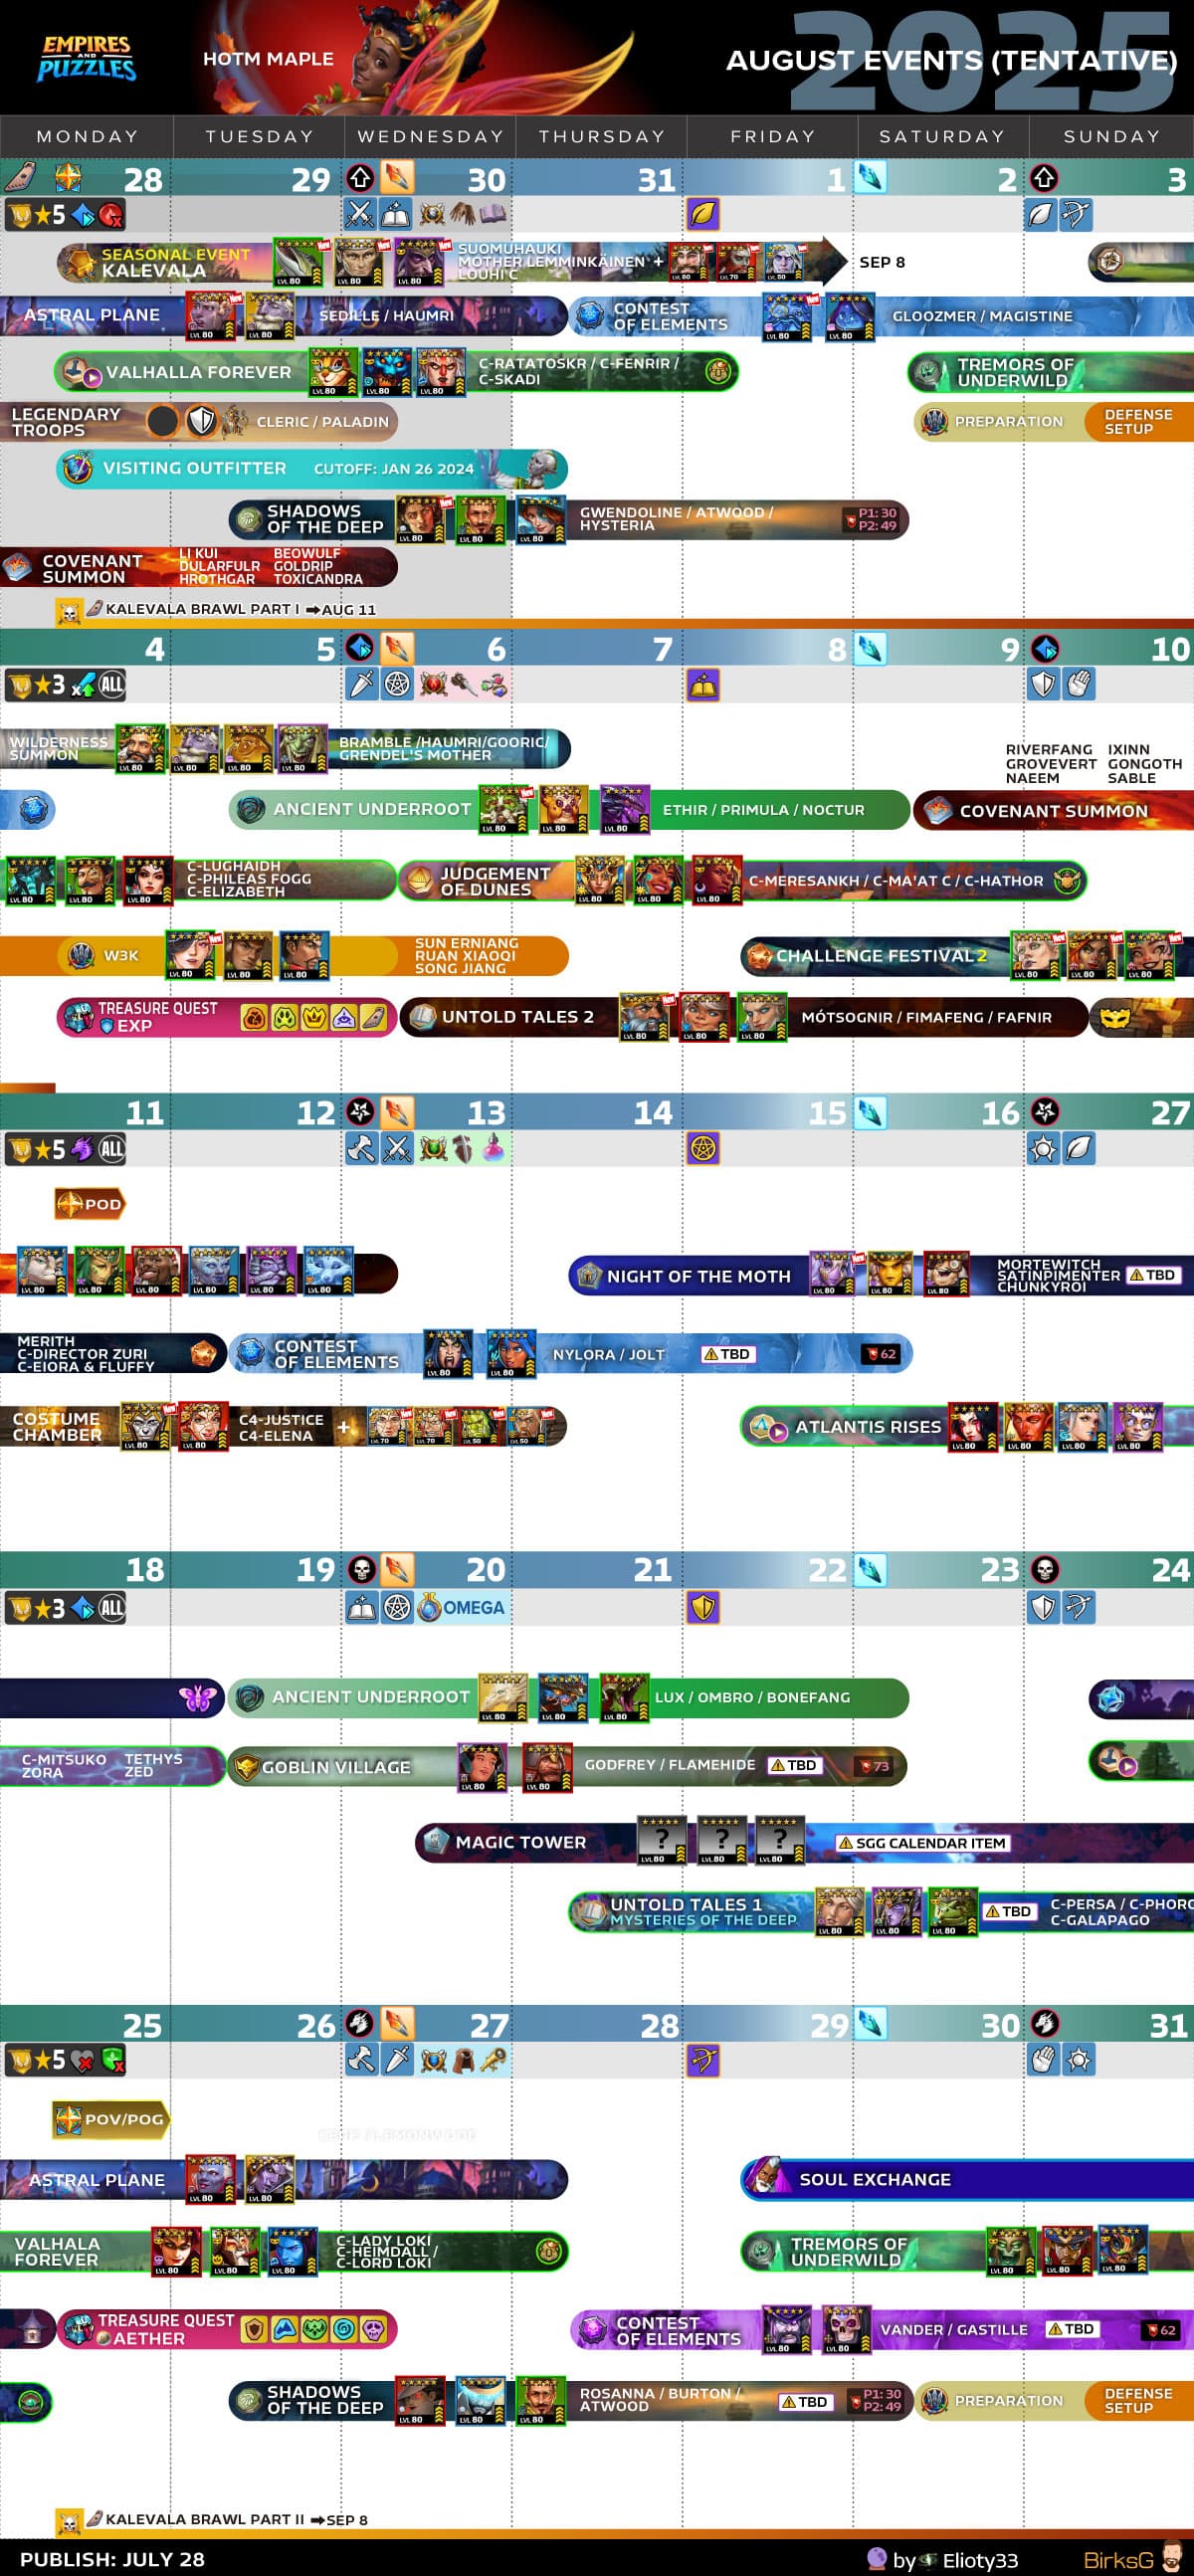 EMPIRES
AND
PUZZLES
HOTM MAPLE
2025
AUGUST EVENTS (TENTATIVE)
MONDAY
TUESDAY
WEDNESDAY
THURSDAY
FRIDAY
SATURDAY
SUNDAY
28
29
30
31
1
2
3
5
SEASONAL EVENT
KALEVALA
SUOMUHAUKI
MOTHER LEMMINKÄINEN +
LOUHI C
SEP 8
ASTRAL PLANE
SEDILLE / HAUMRI
CONTEST
OF ELEMENTS
GLOOZMER / MAGISTINE
VALHALLA FOREVER
C-RATATOSKR / C-FENRIR /
C-SKADI
TREMORS OF
UNDERWILD
LEGENDARY
TROOPS
CLERIC / PALADIN
PREPARATION
DEFENSE
SETUP
VISITING OUTFITTER
CUTOFF: JAN 26 2024
SHADOWS
OF THE DEEP
GWENDOLINE / ATWOOD /
HYSTERIA
P1: 30
P2: 49
COVENANT
SUMMON
LI KUI
DULARFULR
HROTHGAR
BEOWULF
GOLDRIP
TOXICANDRA
KALEVALA BRAWL PART I ➡AUG 11
4
5
6
7
8
9
10
3
ALL
WILDERNESS
SUMMON
BRAMBLE /HAUMRI/GOORIC/
GRENDEL'S MOTHER
RIVERFANG
GROVEVERT
NAEEM
IXINN
GONGOTH
SABLE
ANCIENT UNDERROOT
ETHIR / PRIMULA / NOCTUR
COVENANT SUMMON
C-LUGHAIDH
C-PHILEAS FOGG
C-ELIZABETH
JUDGEMENT
OF DUNES
C-MERESANKH / C-MA'AT C / C-HATHOR
W3K
SUN ERNIANG
RUAN XIAOQI
SONG JIANG
CHALLENGE FESTIVAL 2
TREASURE QUEST
EXP
UNTOLD TALES 2
MÓTSOGNIR / FIMAFENG / FAFNIR
11
12
13
14
15
16
27
5
ALL
POD
NIGHT OF THE MOTH
MORTEWITCH
SATINPIMENTER
CHUNKYROI
TBD
MERITH
C-DIRECTOR ZURI
C-EIORA & FLUFFY
CONTEST
OF ELEMENTS
NYLORA / JOLT
TBD
62
COSTUME
CHAMBER
C4-JUSTICE
C4-ELENA
+
ATLANTIS RISES
18
19
20
21
22
23
24
3
ALL
OMEGA
ANCIENT UNDERROOT
LUX / OMBRO / BONEFANG
C-MITSUKO
ZORA
TETHYS
ZED
GOBLIN VILLAGE
GODFREY / FLAMEHIDE
TBD
73
MAGIC TOWER
? ? ?
SGG CALENDAR ITEM
UNTOLD TALES 1
MYSTERIES OF THE DEEP
TBD
C-PERSA / C-PHORC
C-GALAPAGO
25
26
27
28
29
30
31
5
POV/POG
ASTRAL PLANE
SOUL EXCHANGE
VALHALA
FOREVER
C-LADY LOKI
C-HEIMDALL /
C-LORD LOKI
TREMORS OF
UNDERWILD
TREASURE QUEST
AETHER
CONTEST
OF ELEMENTS
VANDER / GASTILLE
TBD
62
SHADOWS
OF THE DEEP
ROSANNA / BURTON /
ATWOOD
TBD
P1: 30
P2: 49
PREPARATION
DEFENSE
SETUP
KALEVALA BRAWL PART II ➡SEP 8
PUBLISH: JULY 28
by Elioty33
BirksG